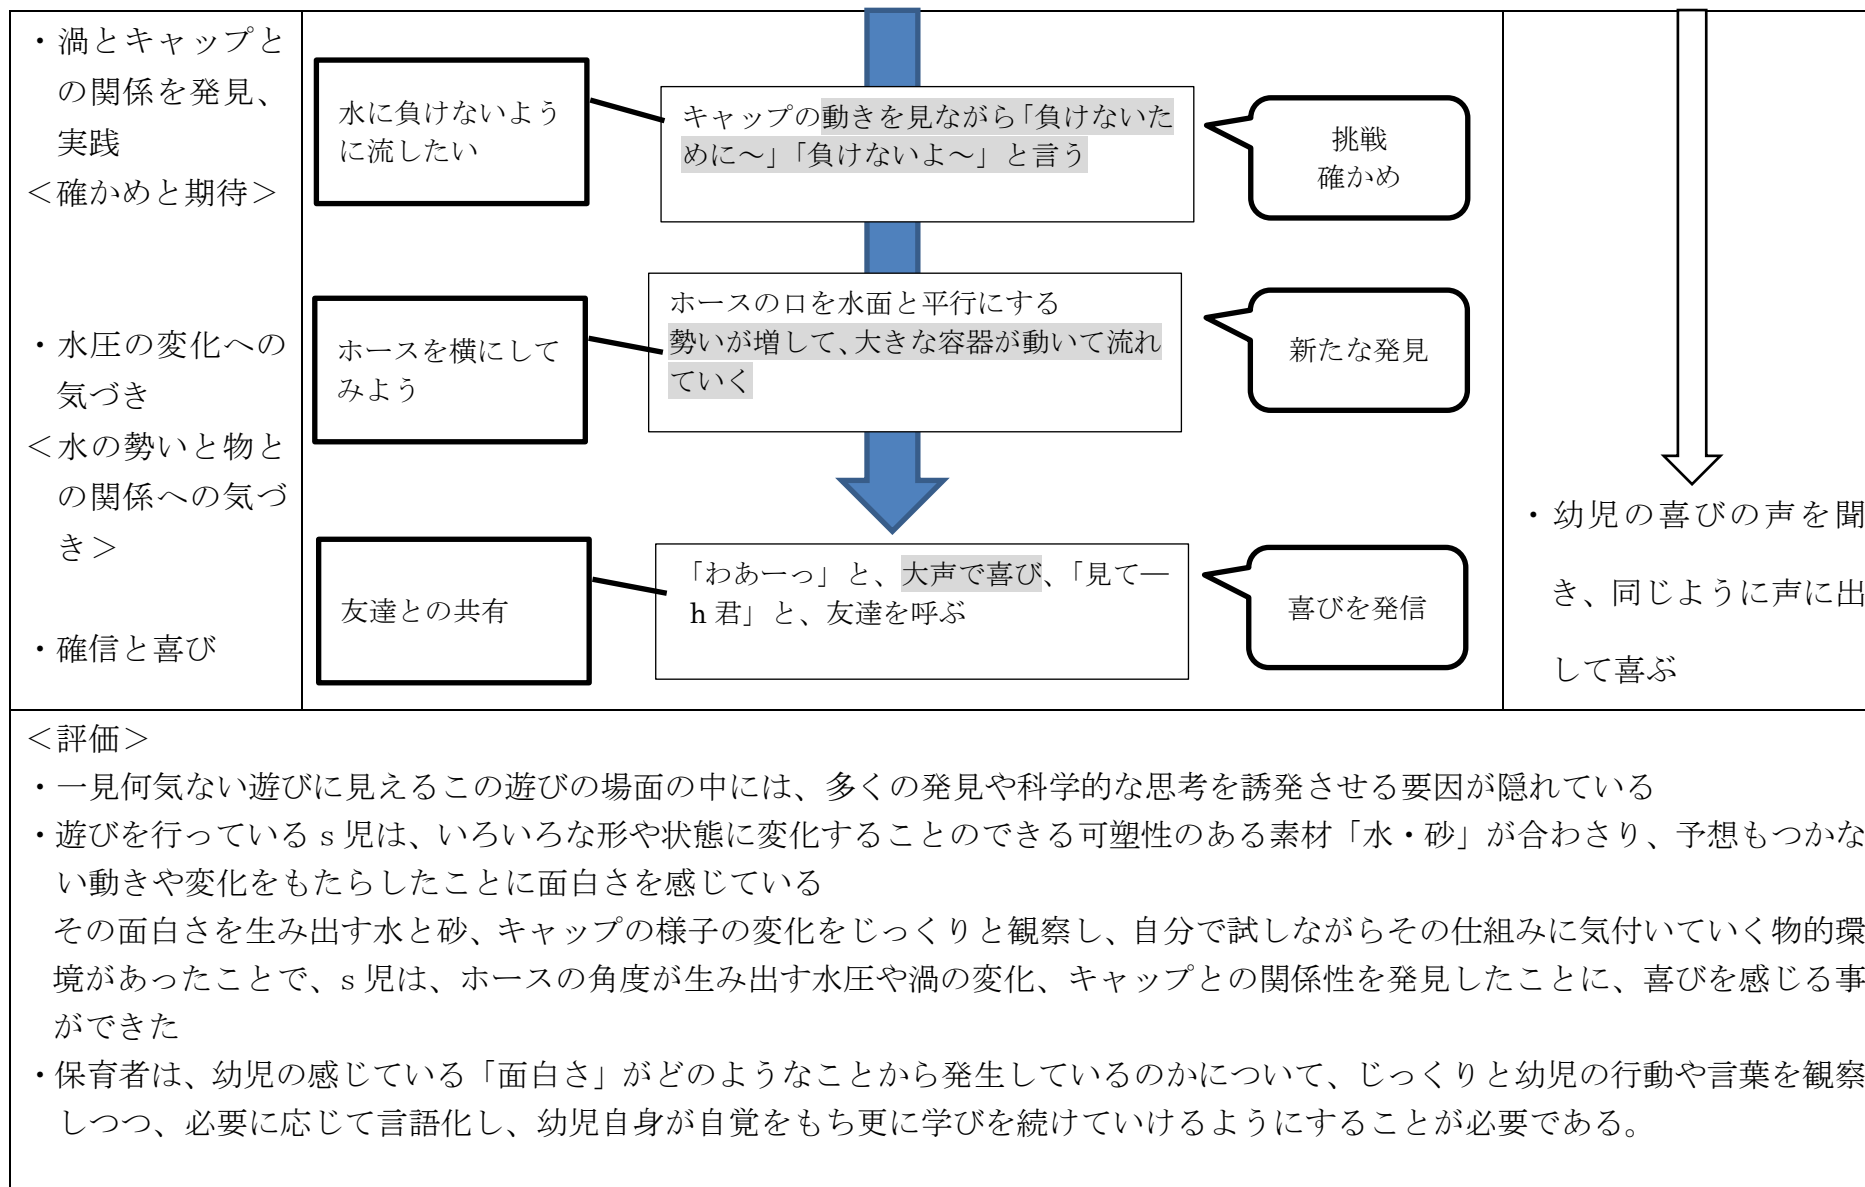 ・渦とキャップと
の関係を発見、
実践
＜確かめと期待＞
・水圧の変化への
気づき
＜水の勢いと物と
の関係への気づ
き＞
・確信と喜び
水に負けないよう
に流したい
キャップの動きを見ながら「負けないた
めに～」「負けないよ～」と言う
挑戦
確かめ
ホースを横にして
みよう
ホースの口を水面と平行にする
勢いが増して、大きな容器が動いて流れ
ていく
新たな発見
友達との共有
「わあーっ」と、大声で喜び、「見て―
h 君」と、友達を呼ぶ
喜びを発信
・幼児の喜びの声を聞
き、同じように声に出
して喜ぶ
＜評価＞
・一見何気ない遊びに見えるこの遊びの場面の中には、多くの発見や科学的な思考を誘発させる要因が隠れている
・遊びを行っている s 児は、いろいろな形や状態に変化することのできる可塑性のある素材「水・砂」が合わさり、予想もつかな
い動きや変化をもたらしたことに面白さを感じている
その面白さを生み出す水と砂、キャップの様子の変化をじっくりと観察し、自分で試しながらその仕組みに気付いていく物的環
境があったことで、s 児は、ホースの角度が生み出す水圧や渦の変化、キャップとの関係性を発見したことに、喜びを感じる事
ができた
・保育者は、幼児の感じている「面白さ」がどのようなことから発生しているのかについて、じっくりと幼児の行動や言葉を観察
しつつ、必要に応じて言語化し、幼児自身が自覚をもち更に学びを続けていけるようにすることが必要である。